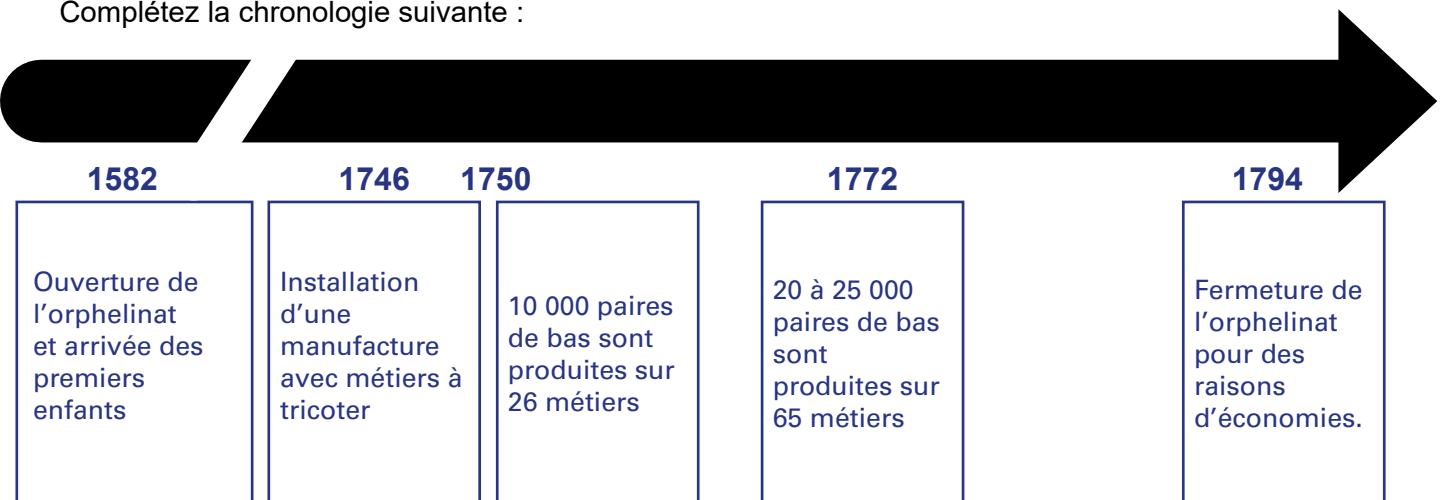 Complétez la chronologie suivante :
1582
1746
1750
1772
1794
Ouverture de
l’orphelinat
et arrivée des
premiers
enfants
Installation
d’une
manufacture
avec métiers à
tricoter
10 000 paires
de bas sont
produites sur
26 métiers
20 à 25 000
paires de bas
sont
produites sur
65 métiers
Fermeture de
l’orphelinat
pour des
raisons
d’économies.